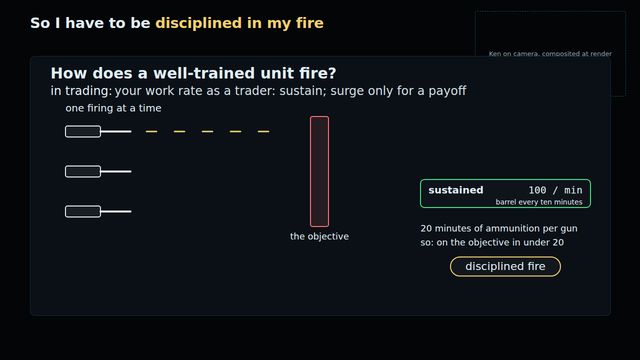 So I have to be disciplined in my fire
Ken on camera, composited at render
How does a well-trained unit fire?
in trading: your work rate as a trader: sustain; surge only for a payoff
one firing at a time
the objective
sustained 100 / min
barrel every ten minutes
20 minutes of ammunition per gun
so: on the objective in under 20
disciplined fire